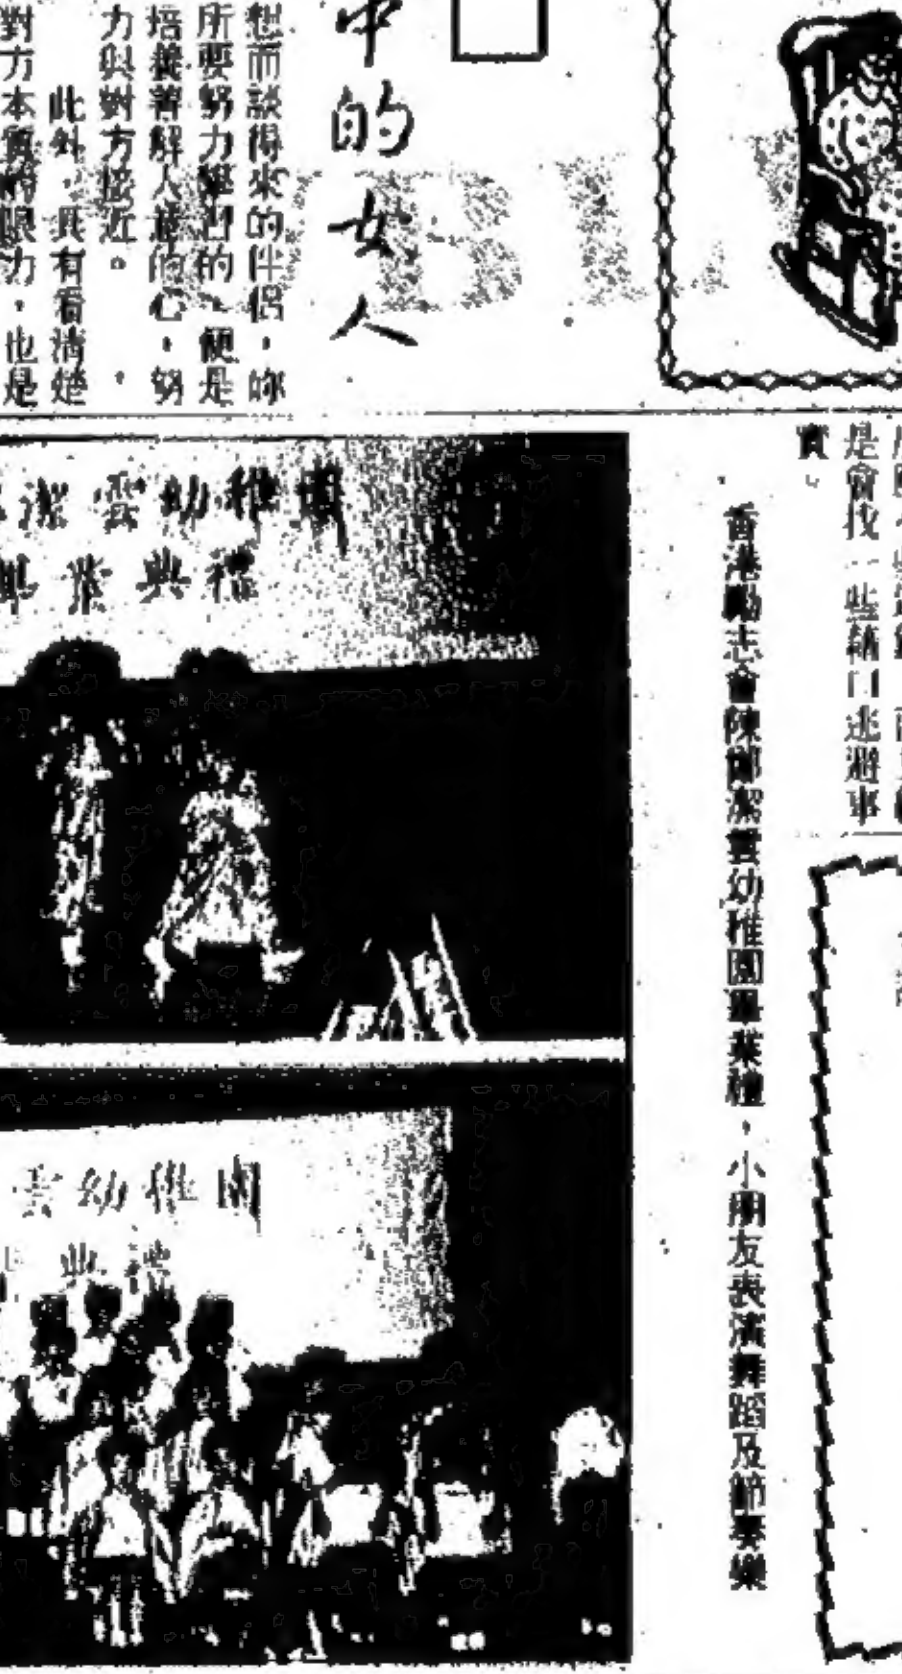 實。
是會找一些藉口逃避事
中的女人
想而談得來的伴侶，妳
所要努力學習的，便是
培養善解人意的心，努
力與對方接近。
此外，具有看清楚
對方本質的眼力，也是
香港勵志會陳鄭潔雲幼稚園畢業禮，小朋友表演舞蹈及節奏樂
潔雲幼稚園
畢業典禮
雲幼稚園
典禮